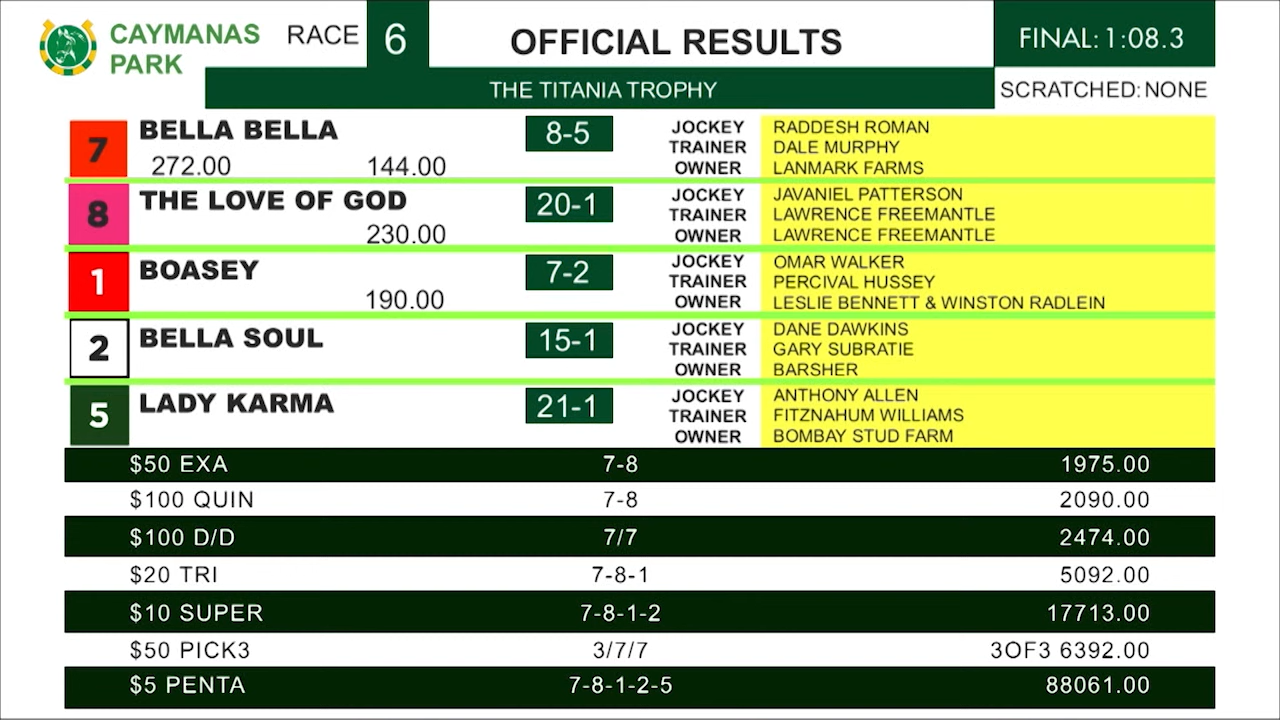 CAYMANAS PARK RACE 6 OFFICIAL RESULTS FINAL: 1:08.3
THE TITANIA TROPHY SCRATCHED: NONE
7 BELLA BELLA 8-5 JOCKEY RADDESH ROMAN
TRAINER DALE MURPHY
272.00 144.00 OWNER LANMARK FARMS
8 THE LOVE OF GOD 20-1 JOCKEY JAVANIEL PATTERSON
TRAINER LAWRENCE FREEMANTLE
230.00 OWNER LAWRENCE FREEMANTLE
1 BOASEY 7-2 JOCKEY OMAR WALKER
TRAINER PERCIVAL HUSSEY
190.00 OWNER LESLIE BENNETT & WINSTON RADLEIN
2 BELLA SOUL 15-1 JOCKEY DANE DAWKINS
TRAINER GARY SUBRATIE
OWNER BARSHER
5 LADY KARMA 21-1 JOCKEY ANTHONY ALLEN
TRAINER FITZNAHUM WILLIAMS
OWNER BOMBAY STUD FARM
$50 EXA 7-8 1975.00
$100 QUIN 7-8 2090.00
$100 D/D 7/7 2474.00
$20 TRI 7-8-1 5092.00
$10 SUPER 7-8-1-2 17713.00
$50 PICK3 3/7/7 3OF3 6392.00
$5 PENTA 7-8-1-2-5 88061.00